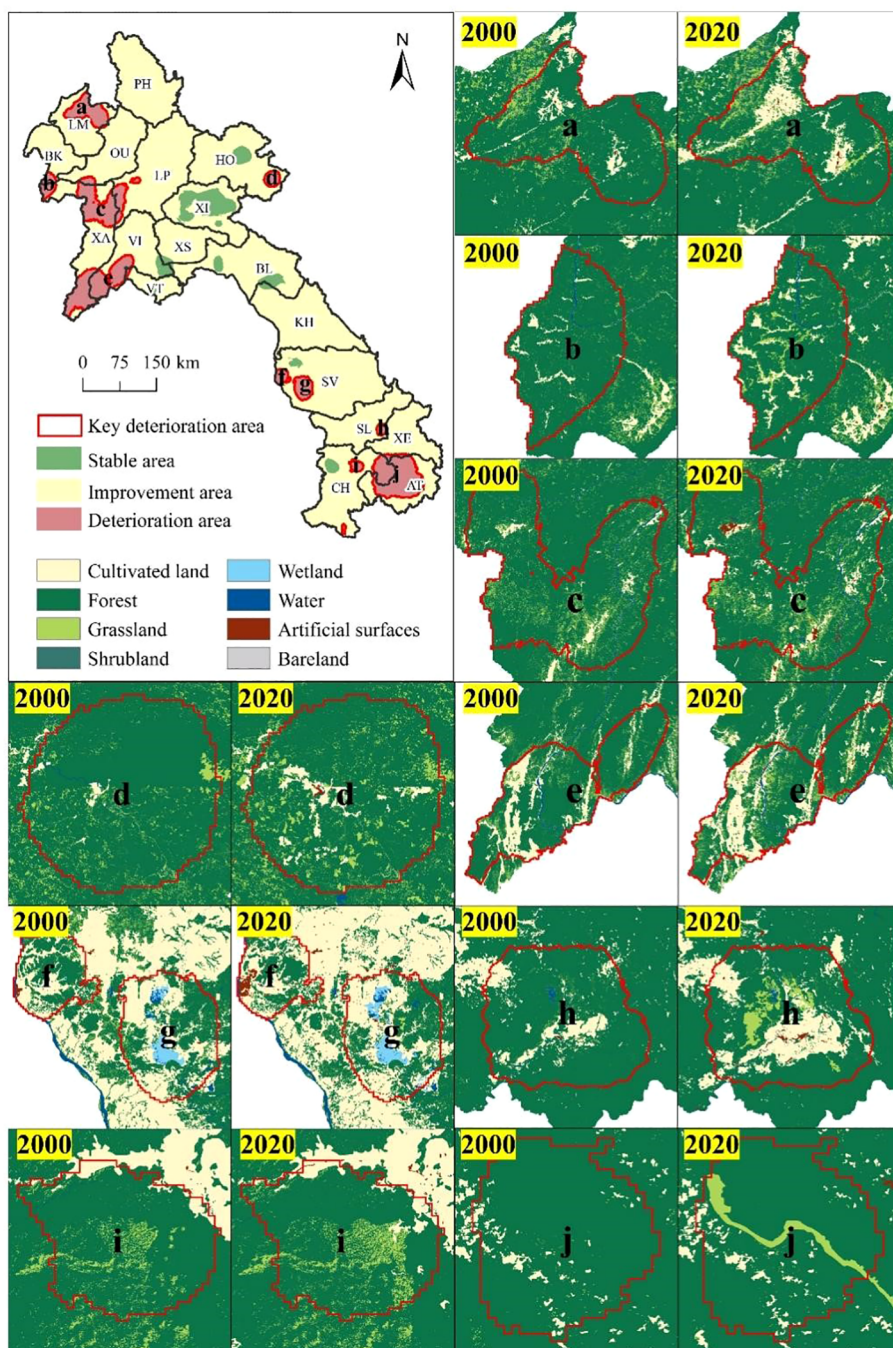 N
PH
a
LM
BK
OU
HO
b
LP
d
XI
c
XA
VI
XS
e
VT
BL
KH
0 75 150 km
f
g
SV
SL
h
XE
i
CH
j
AT
Key deterioration area
Stable area
Improvement area
Deterioration area
Cultivated land
Wetland
Forest
Water
Grassland
Artificial surfaces
Shrubland
Bareland
2000
a
2020
a
2000
b
2020
b
2000
c
2020
c
2000
d
2020
d
2000
e
2020
e
2000
f
g
2020
f
g
2000
h
2020
h
2000
i
2020
i
2000
j
2020
j